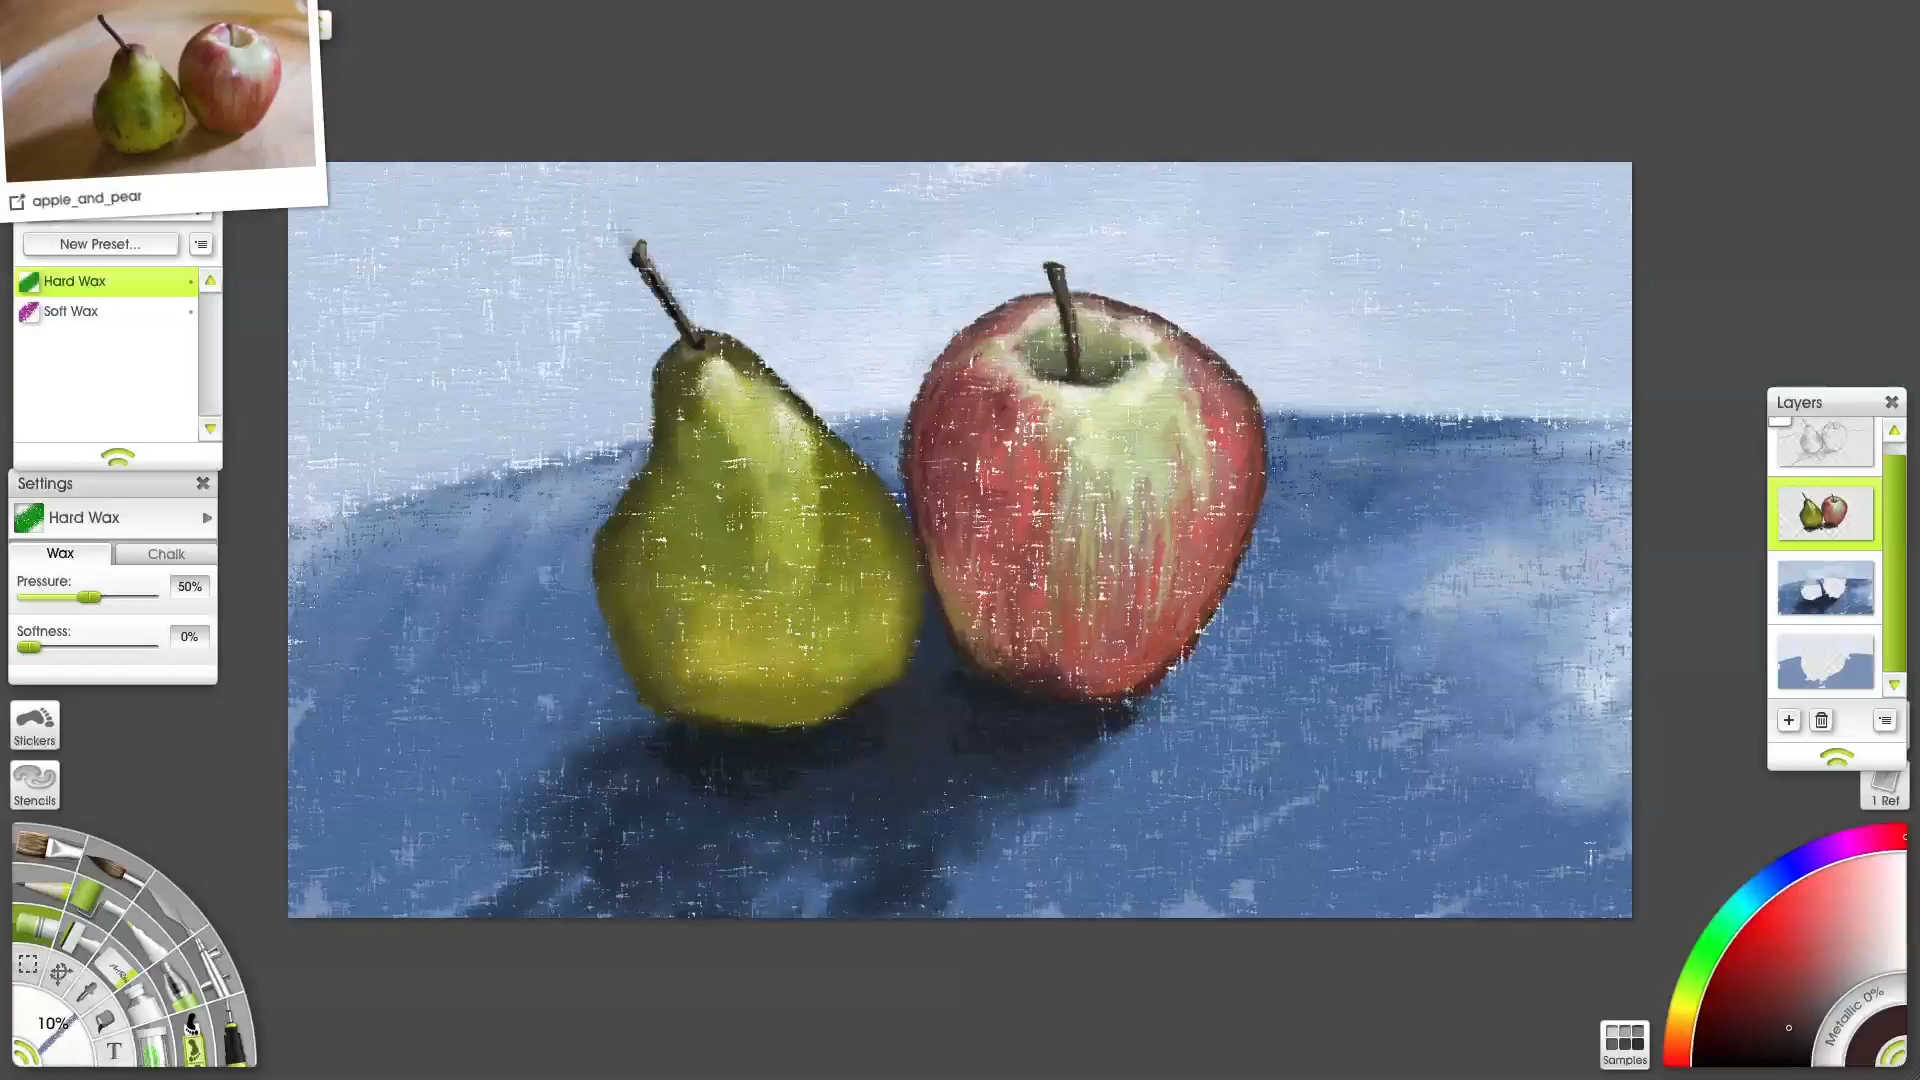 apple_and_pear
New Preset...
Hard Wax
Soft Wax
Settings
Hard Wax
Wax
Chalk
Pressure:
50%
Softness:
0%
Stickers
Stencils
10%
T
Layers
1 Ref
Metallic 0%
Samples